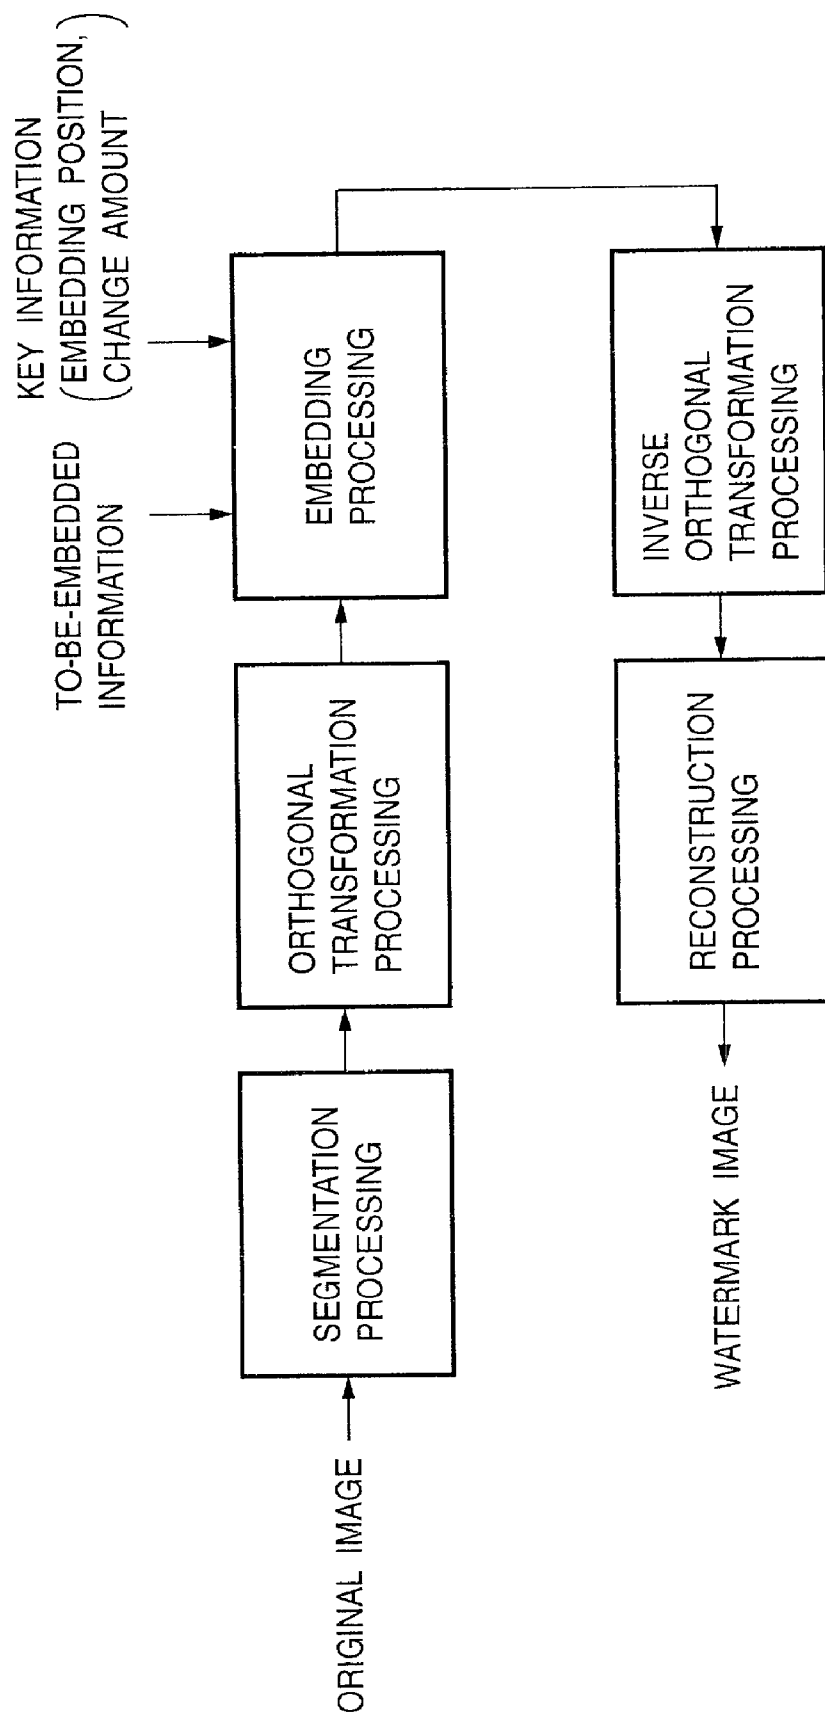 KEY INFORMATION
(EMBEDDING POSITION,
CHANGE AMOUNT)
TO-BE-EMBEDDED
INFORMATION
ORIGINAL IMAGE
SEGMENTATION
PROCESSING
ORTHOGONAL
TRANSFORMATION
PROCESSING
EMBEDDING
PROCESSING
INVERSE
ORTHOGONAL
TRANSFORMATION
PROCESSING
RECONSTRUCTION
PROCESSING
WATERMARK IMAGE